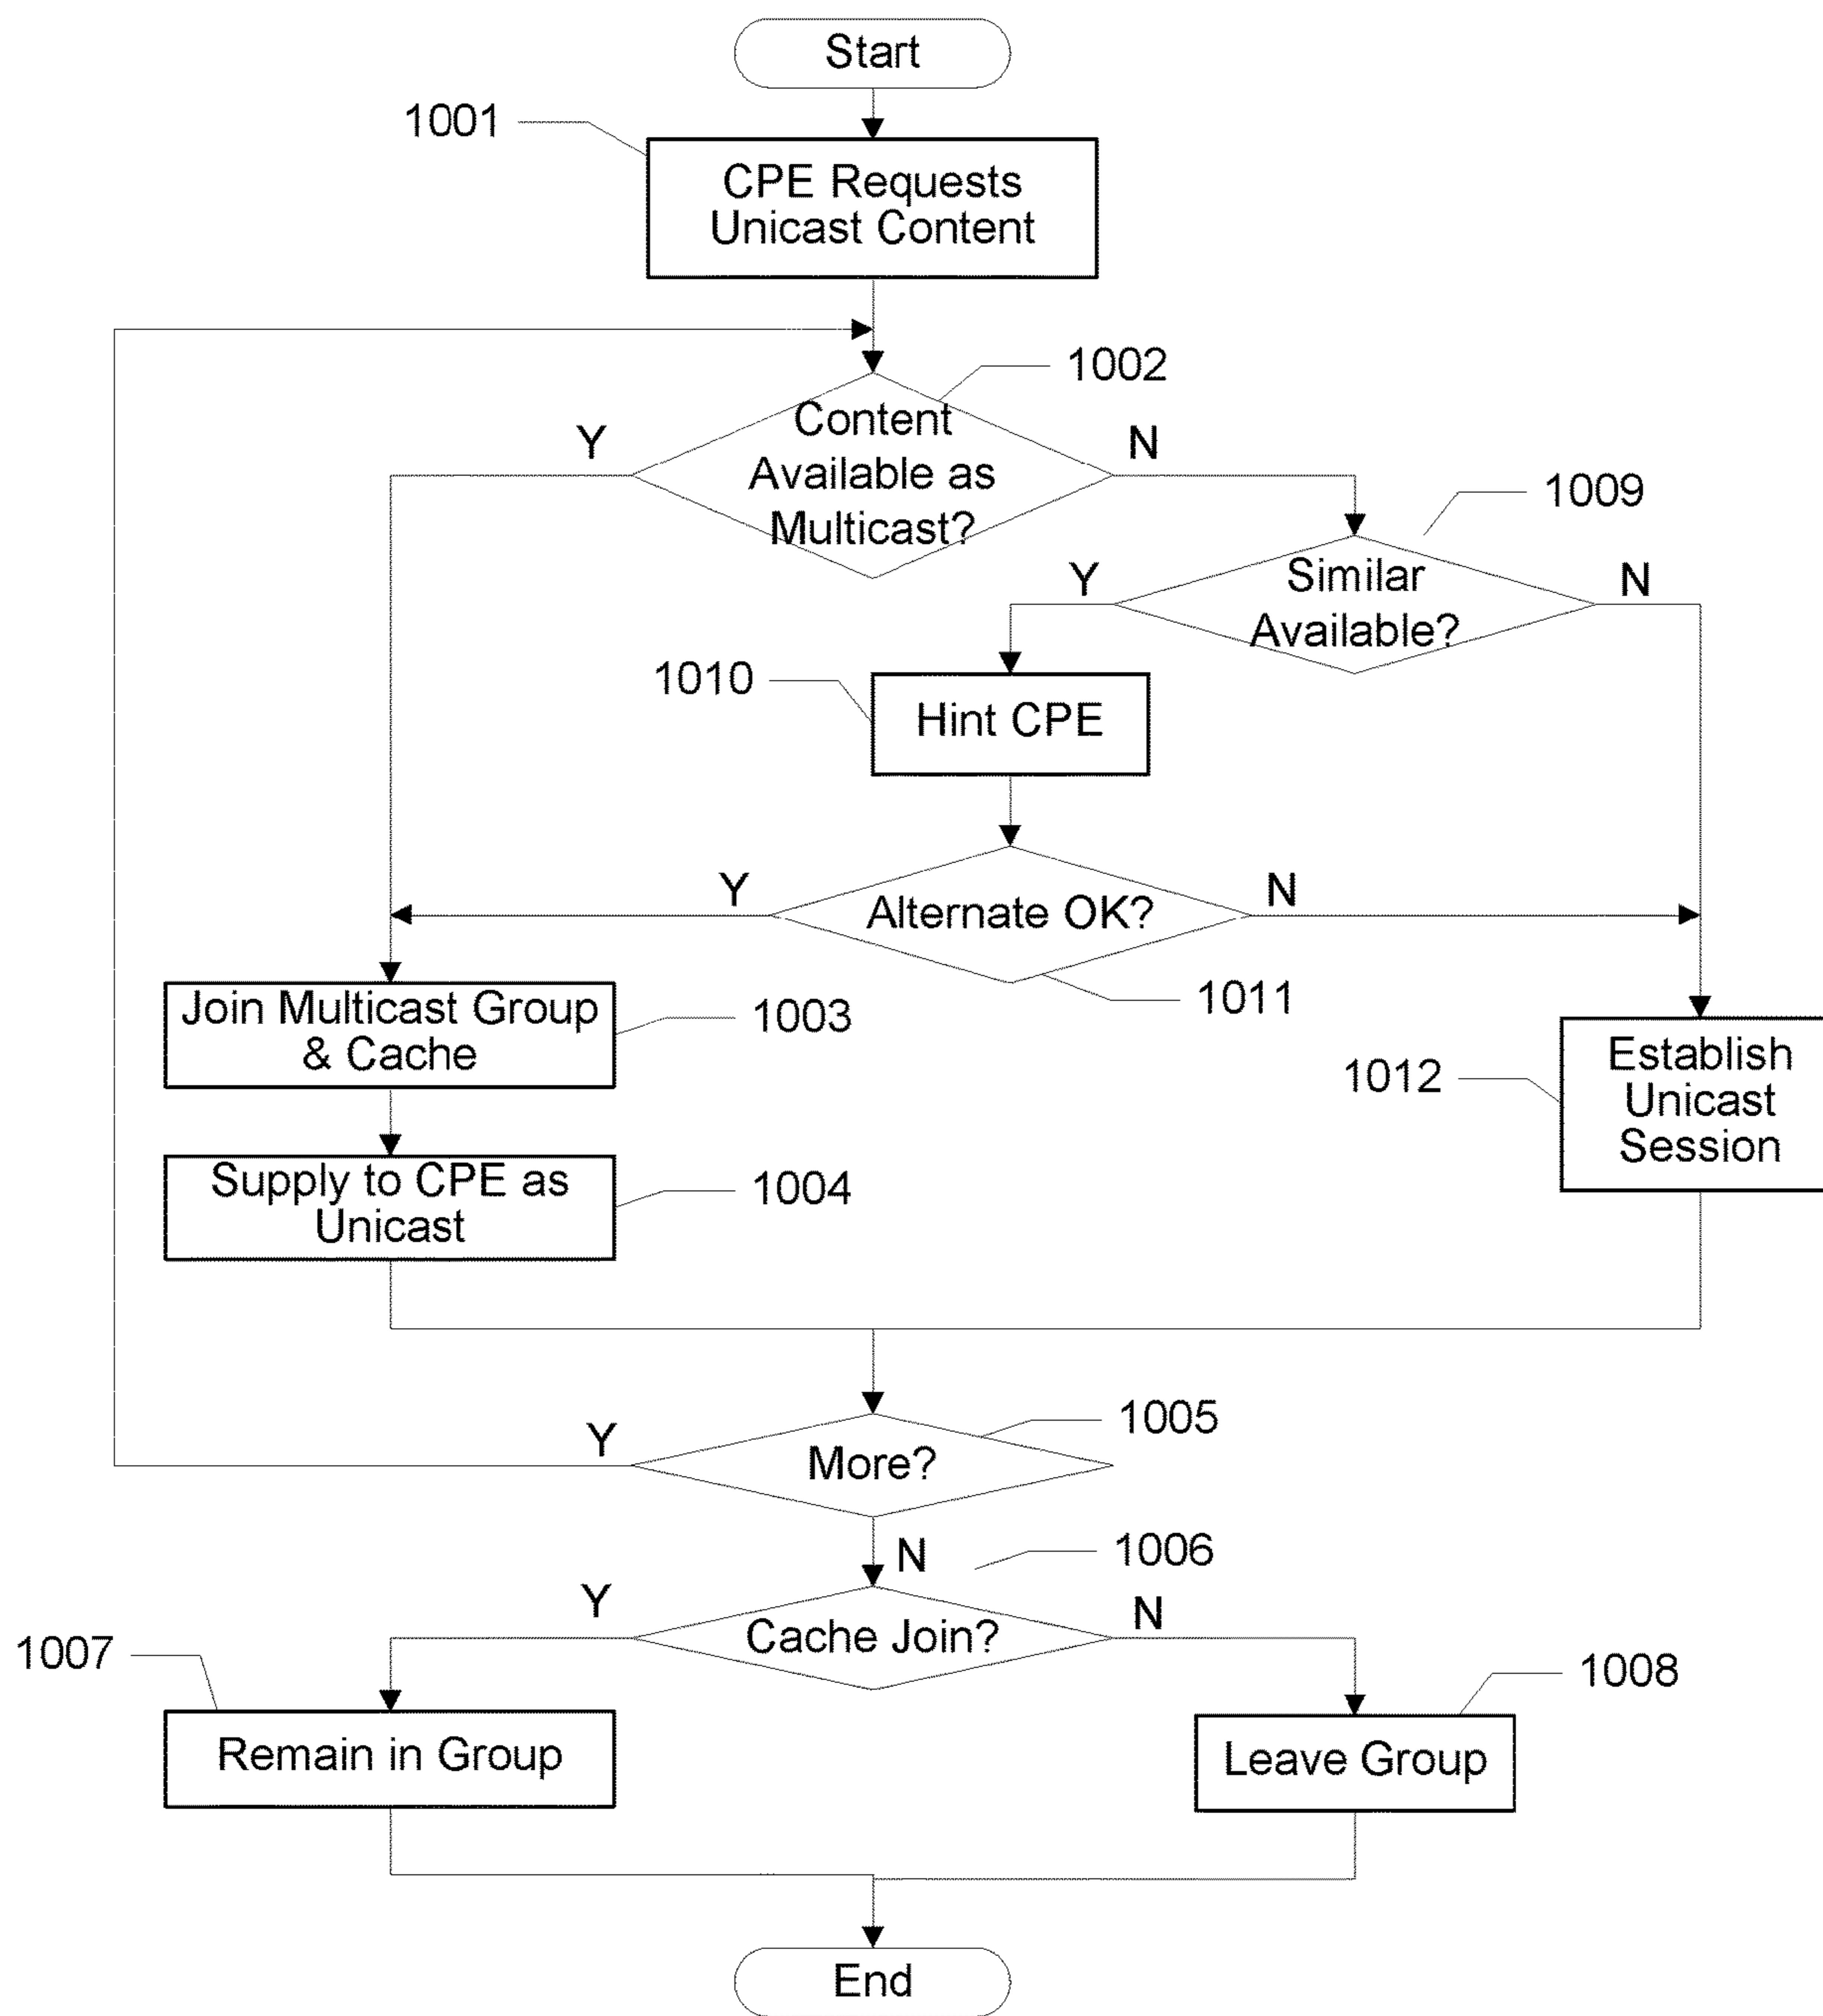 Start
1001
CPE Requests
Unicast Content
1002
Content
Available as
Multicast?
Y
N
1009
Similar
Available?
Y
N
1010
Hint CPE
Y
Alternate OK?
N
1011
Join Multicast Group
& Cache
1003
Establish
Unicast
Session
1012
Supply to CPE as
Unicast
1004
1005
Y
More?
N
1006
Y
Cache Join?
N
1007
Remain in Group
1008
Leave Group
End